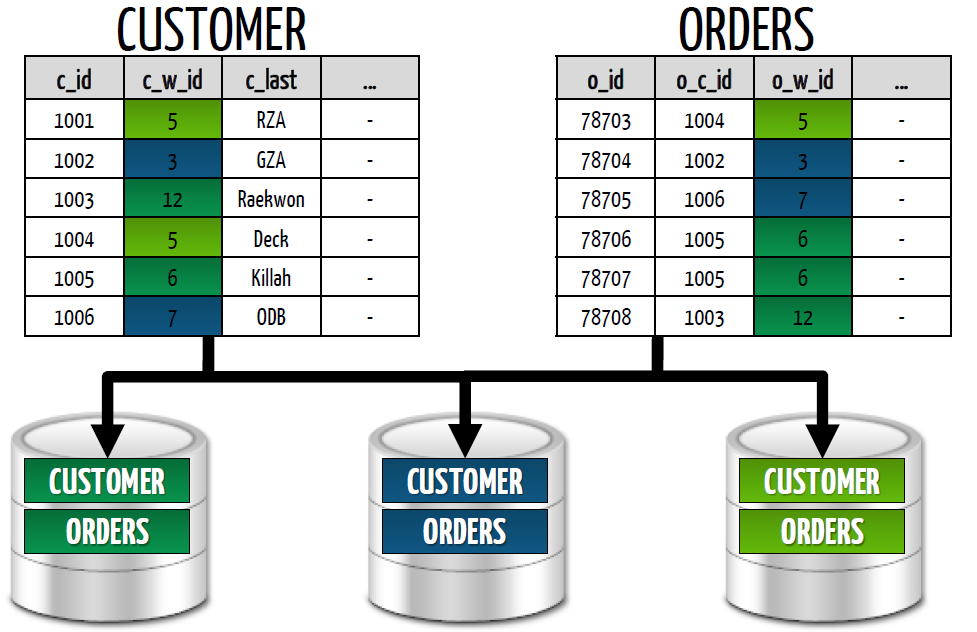 CUSTOMER
c_id c_w_id c_last ...
1001 5 RZA -
1002 3 GZA -
1003 12 Raekwon -
1004 5 Deck -
1005 6 Killah -
1006 7 ODB -
ORDERS
o_id o_c_id o_w_id ...
78703 1004 5 -
78704 1002 3 -
78705 1006 7 -
78706 1005 6 -
78707 1005 6 -
78708 1003 12 -
CUSTOMER
ORDERS
CUSTOMER
ORDERS
CUSTOMER
ORDERS